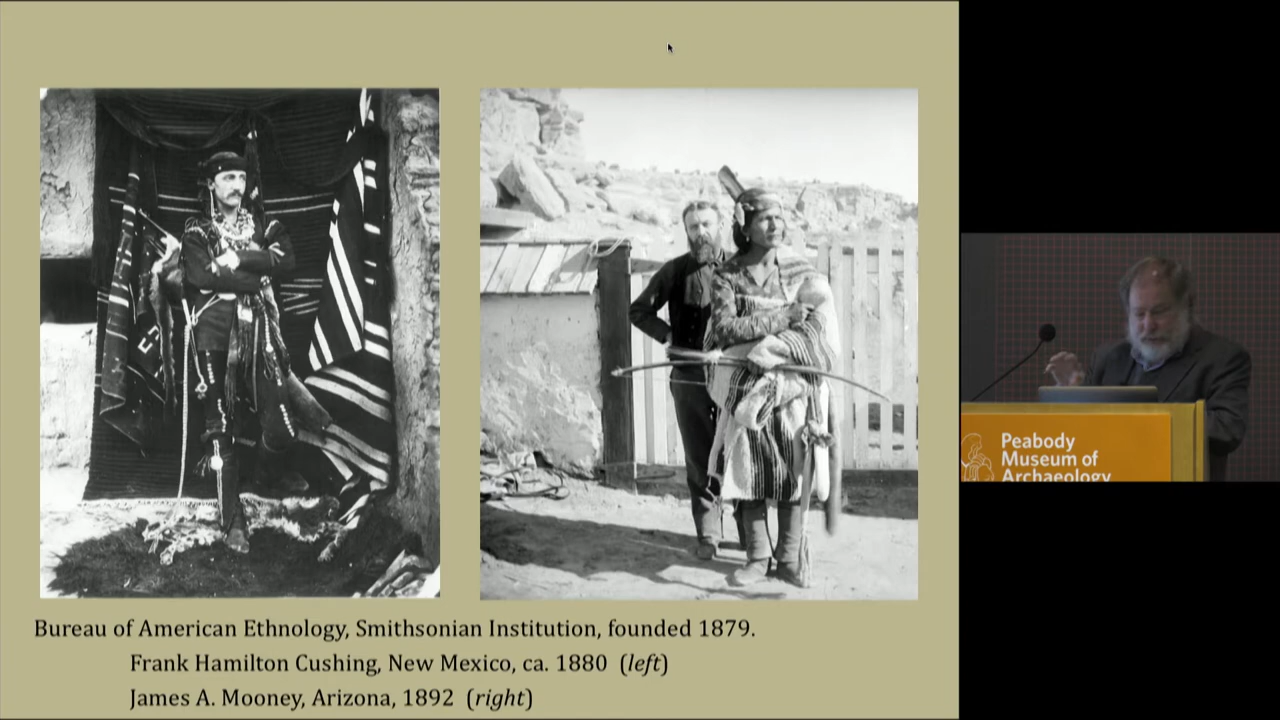 Bureau of American Ethnology, Smithsonian Institution, founded 1879.
Frank Hamilton Cushing, New Mexico, ca. 1880 (left)
James A. Mooney, Arizona, 1892 (right)
Peabody
Museum of
Archaeology